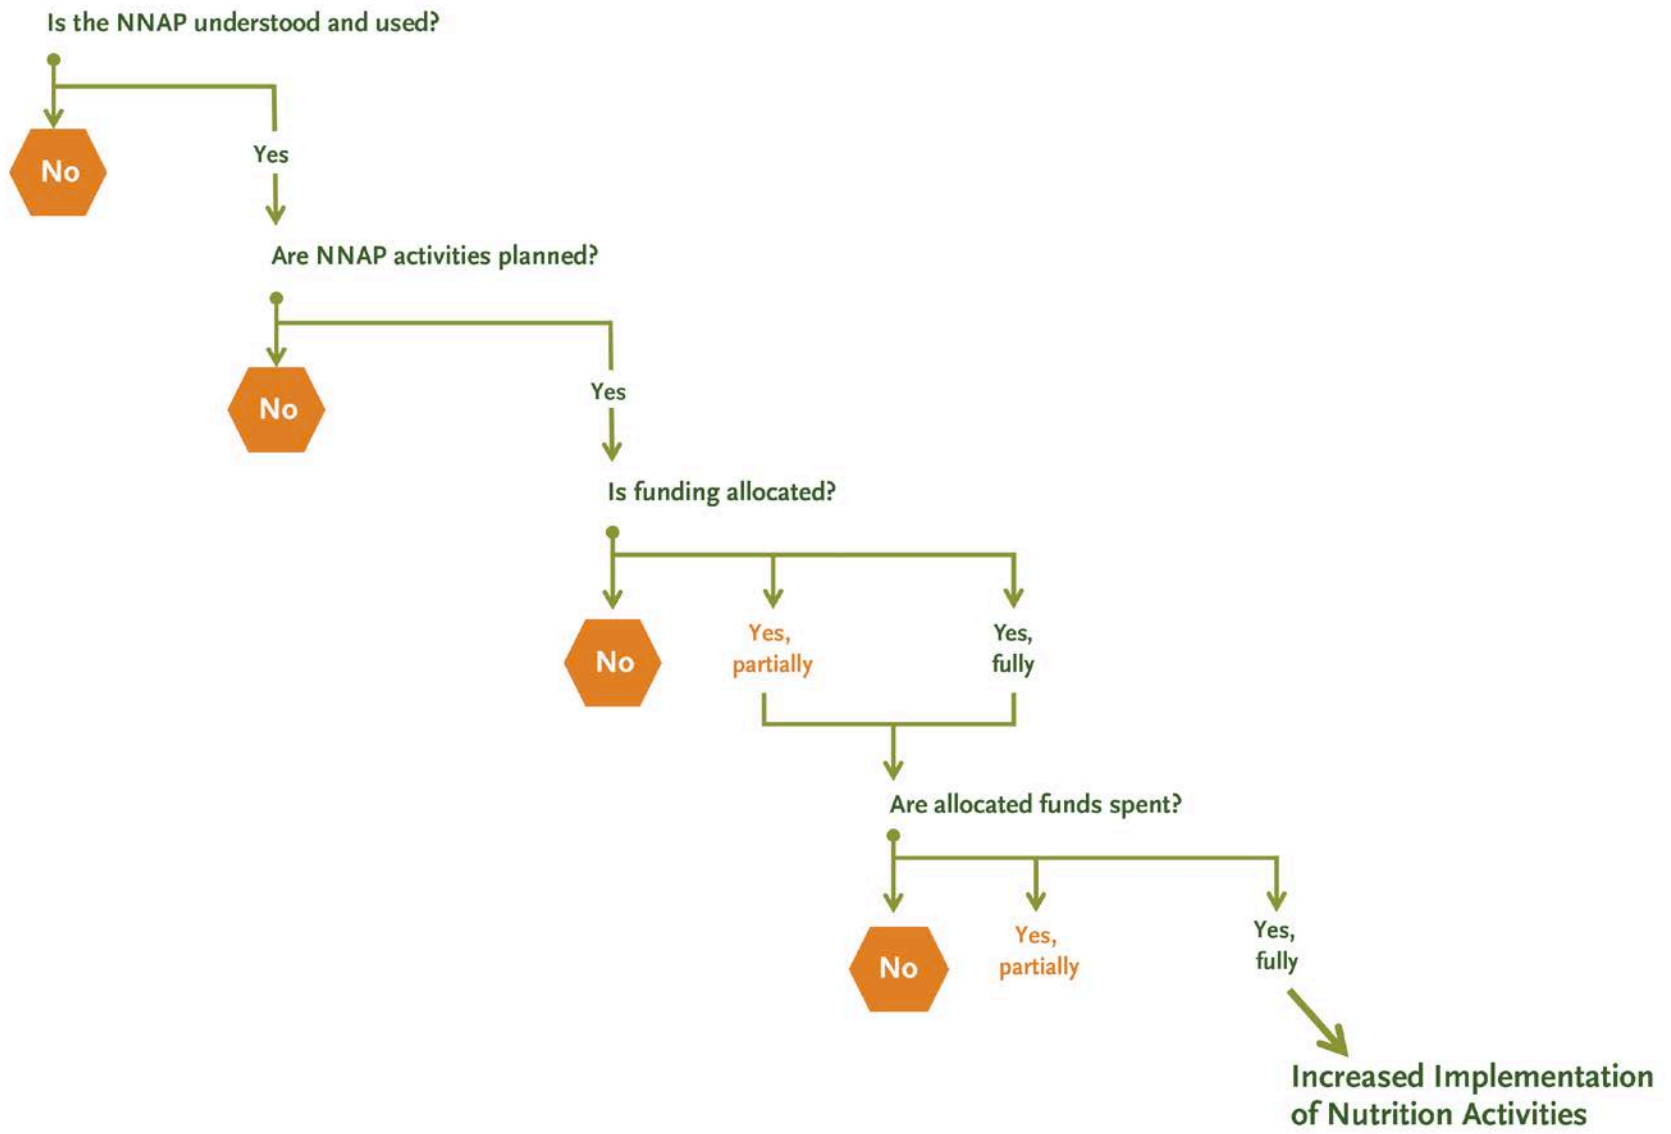 Is the NNAP understood and used?
No
Yes
Are NNAP activities planned?
No
Yes
Is funding allocated?
No
Yes,
partially
Yes,
fully
Are allocated funds spent?
No
Yes,
partially
Yes,
fully
Increased Implementation
of Nutrition Activities